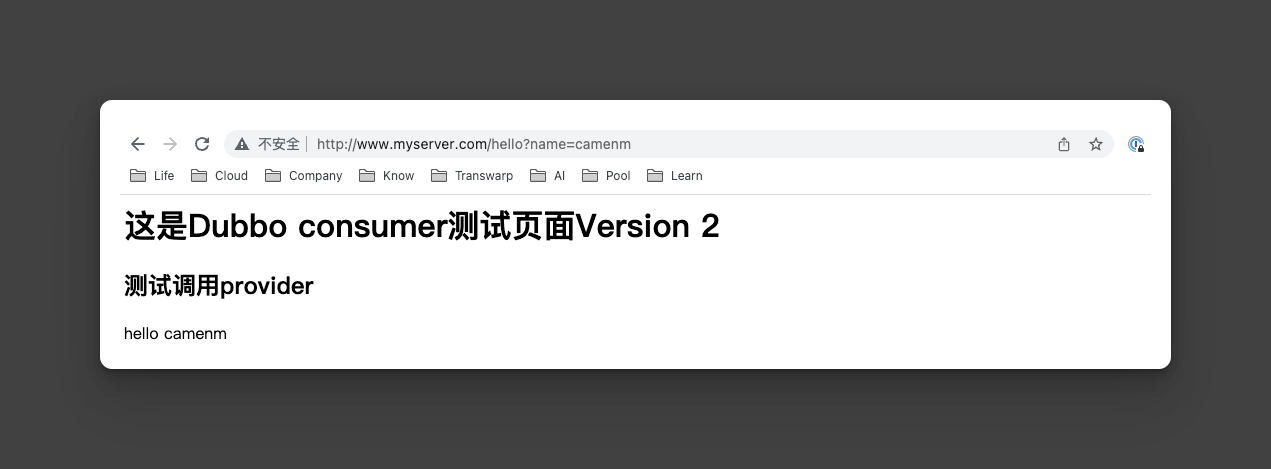 不安全 http://www.myserver.com/hello?name=camenm
Life Cloud Company Know Transwarp AI Pool Learn
这是Dubbo consumer测试页面Version 2
测试调用provider
hello camenm